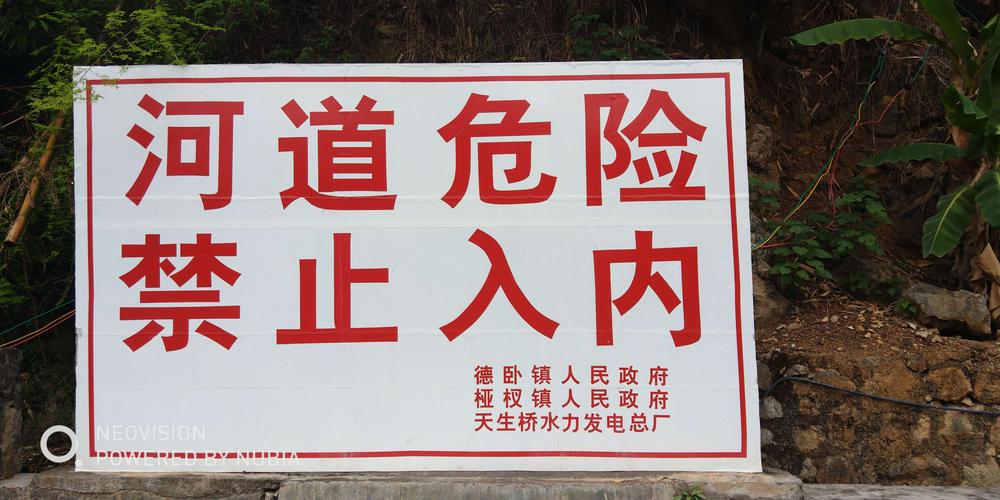 河道危险
禁止入内
德卧镇人民政府
桠杈镇人民政府
天生桥水力发电总厂
NEOVISION
POWERED BY NUBIA